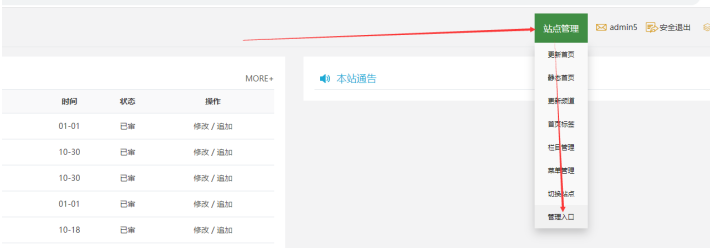 站点管理 admin5 安全退出
更新首页
静态首页
更新频道
首页标签
栏目管理
菜单管理
切换站点
管理入口
MORE+
时间 状态 操作
01-01 已审 修改 / 追加
10-30 已审 修改 / 追加
10-30 已审 修改 / 追加
01-01 已审 修改 / 追加
10-18 已审 修改 / 追加
本站通告